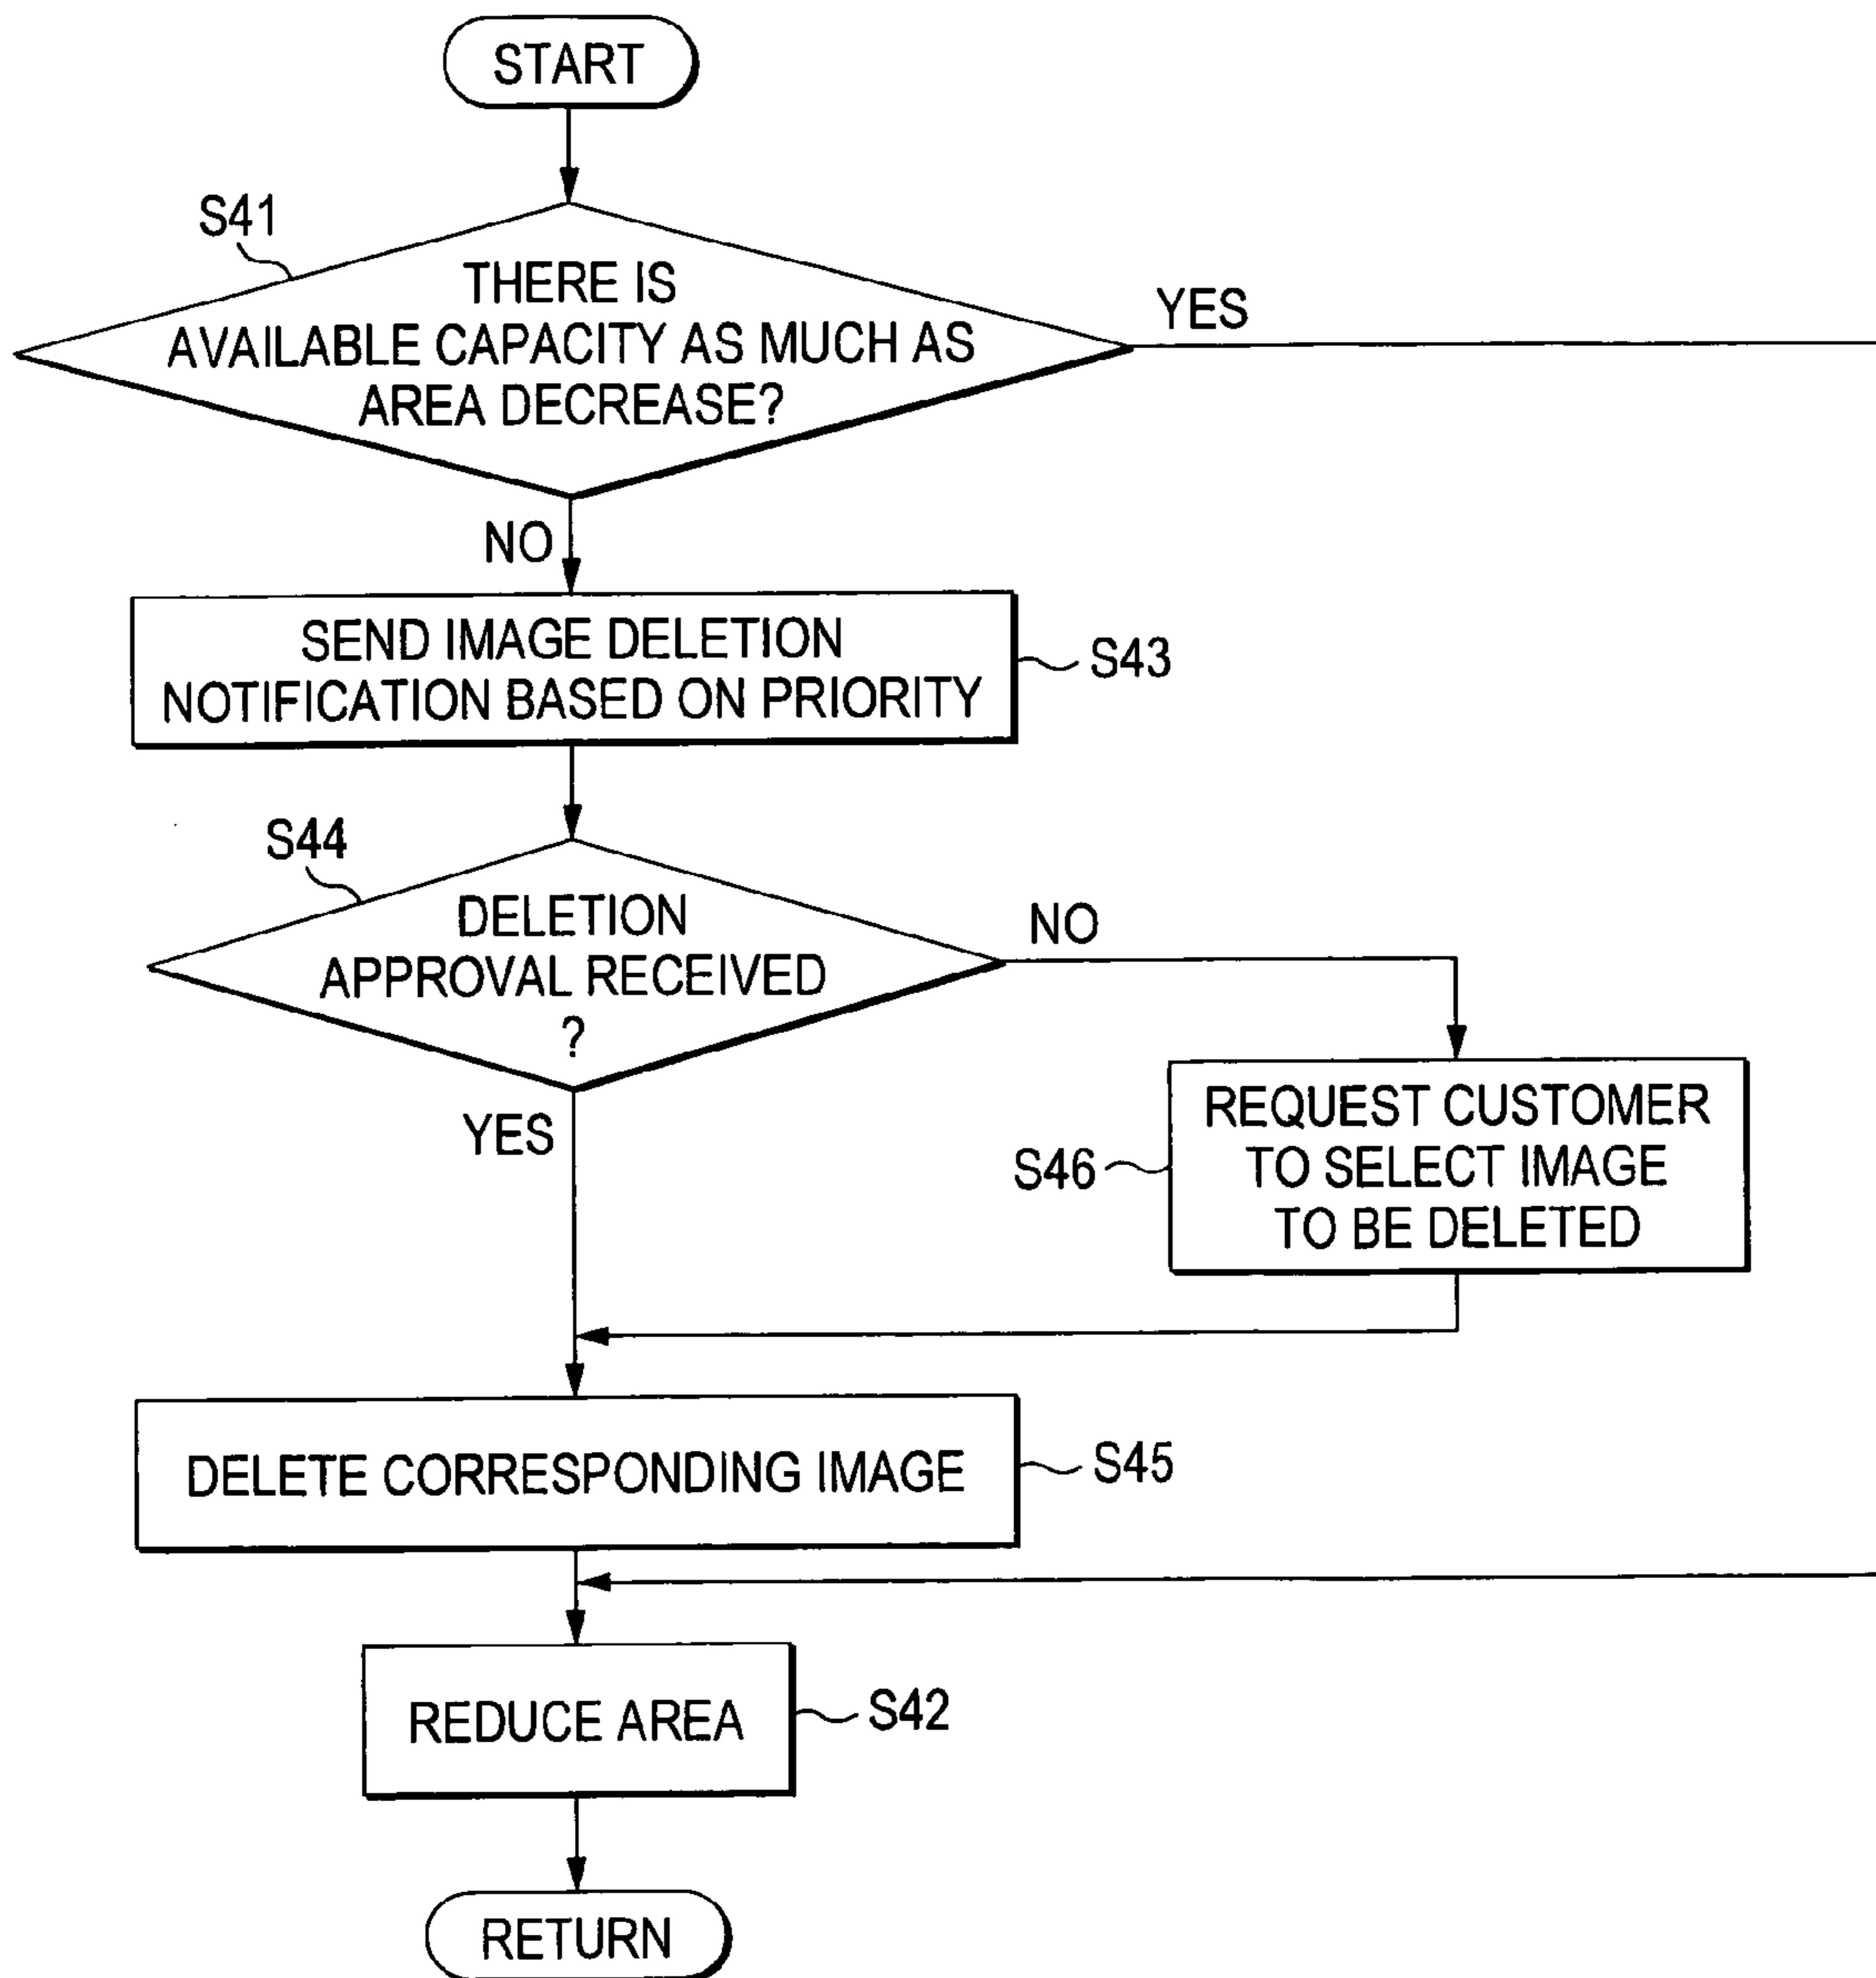 START
S41
THERE IS
AVAILABLE CAPACITY AS MUCH AS
AREA DECREASE?
YES
NO
SEND IMAGE DELETION
NOTIFICATION BASED ON PRIORITY
S43
S44
DELETION
APPROVAL RECEIVED
?
NO
YES
S46
REQUEST CUSTOMER
TO SELECT IMAGE
TO BE DELETED
DELETE CORRESPONDING IMAGE
S45
REDUCE AREA
S42
RETURN